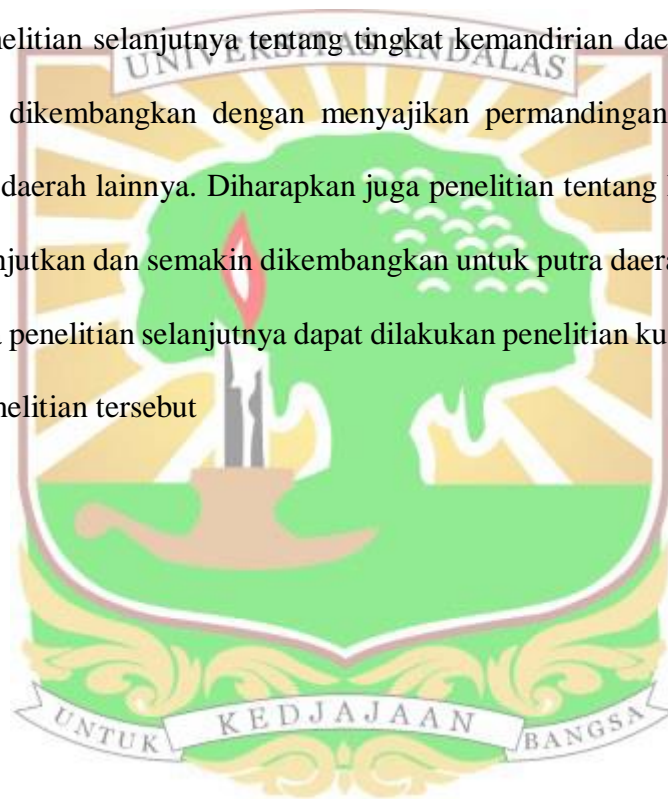 nelitian selanjutnya tentang tingkat kemandirian dae
UNIVERSITAS ANDALAS
dikembangkan dengan menyajikan permandingan
daerah lainnya. Diharapkan juga penelitian tentang
njutkan dan semakin dikembangkan untuk putra daera
penelitian selanjutnya dapat dilakukan penelitian ku
nelitian tersebut
UNTUK KEDJAJAAN BANGSA